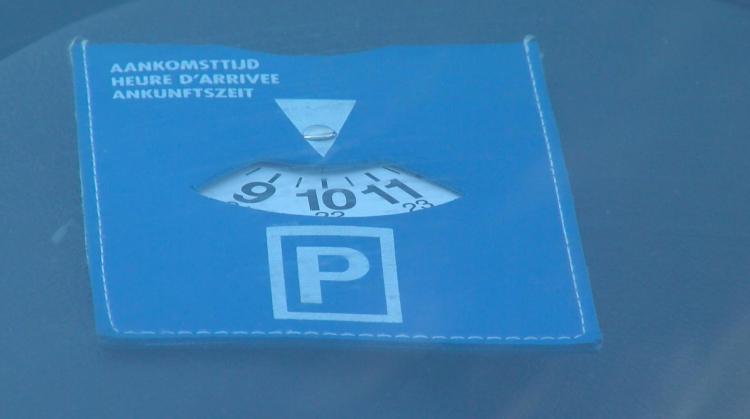 AANKOMSTTIJD
HEURE D'ARRIVEE
ANKUNFTSZEIT
9 10 11
22 23
P